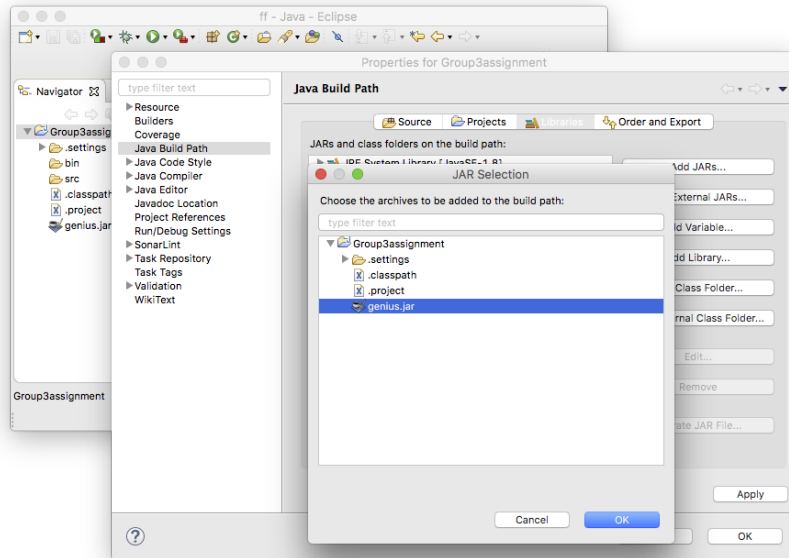 ff - Java - Eclipse
Properties for Group3assignment
Navigator
Group3assig
.settings
bin
src
.classpath
.project
genius.jar
Group3assignment
type filter text
Resource
Builders
Coverage
Java Build Path
Java Code Style
Java Compiler
Java Editor
Javadoc Location
Project References
Run/Debug Settings
SonarLint
Task Repository
Task Tags
Validation
WikiText
Java Build Path
Source
Projects
Libraries
Order and Export
JARs and class folders on the build path:
JRE System Library [JavaSE-1.8]
Add JARs...
External JARs...
Variable...
Library...
Class Folder...
Class Folder...
Edit...
Remove
JAR File...
Apply
OK
JAR Selection
Choose the archives to be added to the build path:
type filter text
Group3assignment
.settings
.classpath
.project
genius.jar
Cancel
OK